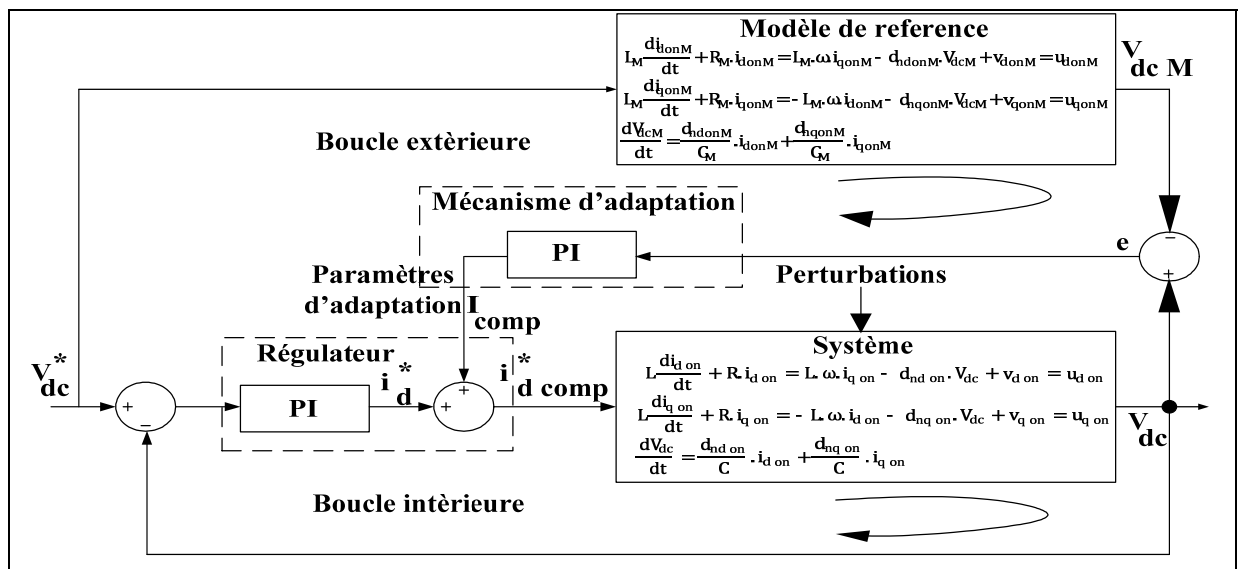 Modèle de reference
L_M di_donM/dt + R_M.i_donM = L_M.ω.i_qonM - d_ndonM.V_dcM + v_donM = u_donM
L_M di_qonM/dt + R_M.i_qonM = - L_M.ω.i_donM - d_nqonM.V_dcM + v_qonM = u_qonM
dV_dcM/dt = d_ndonM/C_M .i_donM + d_nqonM/C_M .i_qonM
V_dc M
Boucle extèrieure
Mécanisme d’adaptation
PI
e
−
+
Paramètres
d’adaptation I_comp
Perturbations
V*_dc
+
−
Régulateur
PI
i*_d
+
+
i*_d comp
Système
L di_d on/dt + R.i_d on = L.ω.i_q on - d_nd on.V_dc + v_d on = u_d on
L di_q on/dt + R.i_q on = - L.ω.i_d on - d_nq on.V_dc + v_q on = u_q on
dV_dc/dt = d_nd on/C .i_d on + d_nq on/C .i_q on
V_dc
Boucle intèrieure